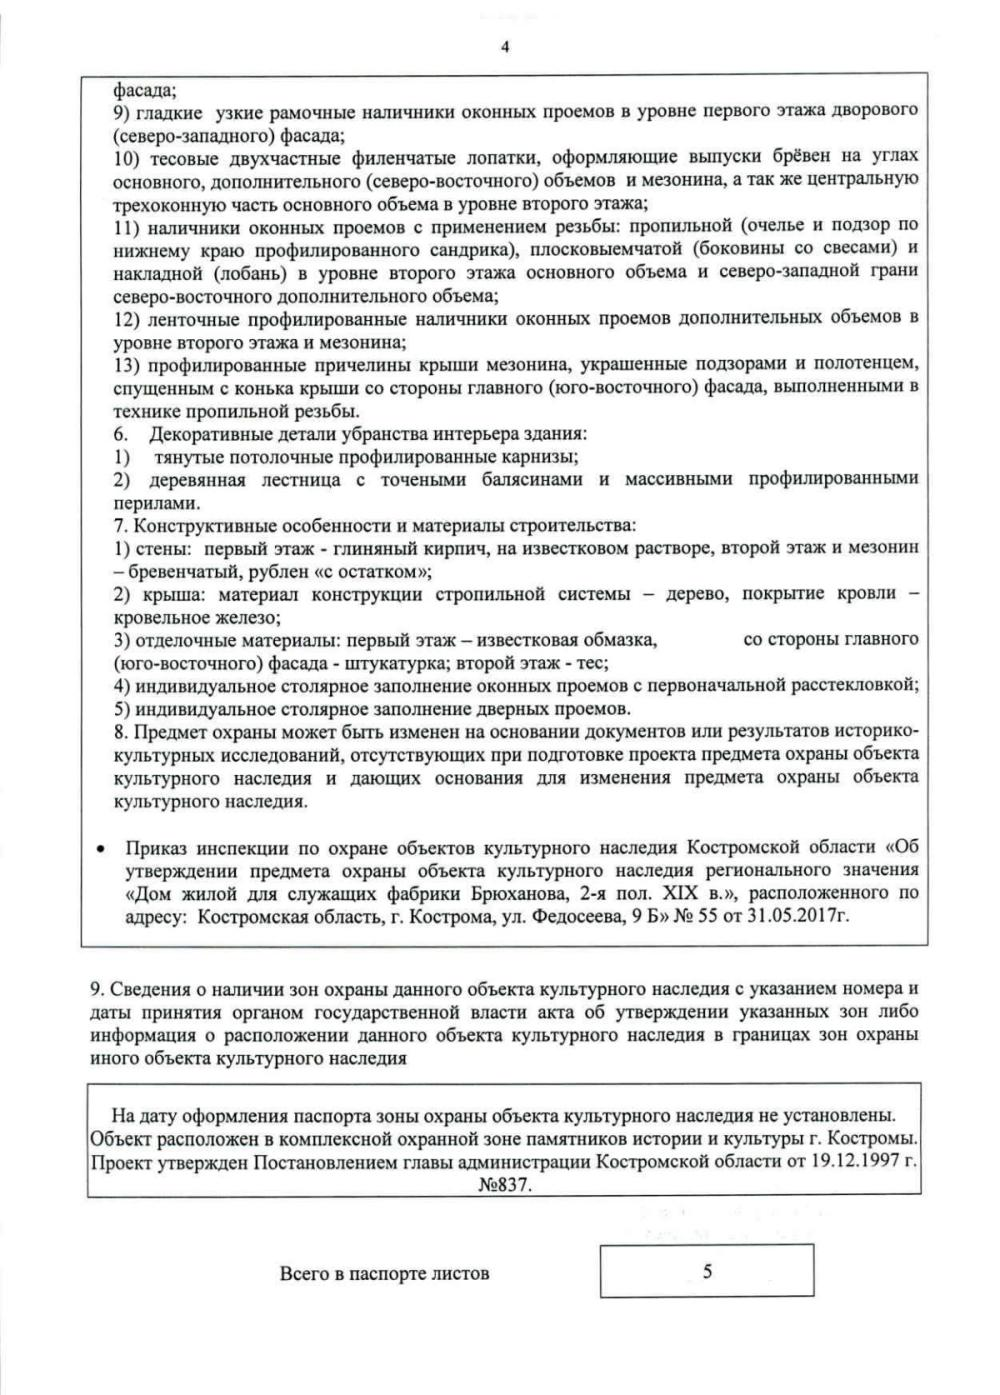 4
фасада;
9) гладкие узкие рамочные наличники оконных проемов в уровне первого этажа дворового
(северо-западного) фасада;
10) тесовые двухчастные филенчатые лопатки, оформляющие выпуски брёвен на углах
основного, дополнительного (северо-восточного) объемов и мезонина, а так же центральную
трехоконную часть основного объема в уровне второго этажа;
11) наличники оконных проемов с применением резьбы: пропильной (очелье и подзор по
нижнему краю профилированного сандрика), плосковыемчатой (боковины со свесами) и
накладной (лобань) в уровне второго этажа основного объема и северо-западной грани
северо-восточного дополнительного объема;
12) ленточные профилированные наличники оконных проемов дополнительных объемов в
уровне второго этажа и мезонина;
13) профилированные причелины крыши мезонина, украшенные подзорами и полотенцем,
спущенным с конька крыши со стороны главного (юго-восточного) фасада, выполненными в
технике пропильной резьбы.
6. Декоративные детали убранства интерьера здания:
1) тянутые потолочные профилированные карнизы;
2) деревянная лестница с точеными балясинами и массивными профилированными
перилами.
7. Конструктивные особенности и материалы строительства:
1) стены: первый этаж - глиняный кирпич, на известковом растворе, второй этаж и мезонин
– бревенчатый, рублен «с остатком»;
2) крыша: материал конструкции стропильной системы – дерево, покрытие кровли –
кровельное железо;
3) отделочные материалы: первый этаж – известковая обмазка, со стороны главного
(юго-восточного) фасада - штукатурка; второй этаж - тес;
4) индивидуальное столярное заполнение оконных проемов с первоначальной расстекловкой;
5) индивидуальное столярное заполнение дверных проемов.
8. Предмет охраны может быть изменен на основании документов или результатов историко-
культурных исследований, отсутствующих при подготовке проекта предмета охраны объекта
культурного наследия и дающих основания для изменения предмета охраны объекта
культурного наследия.
• Приказ инспекции по охране объектов культурного наследия Костромской области «Об
утверждении предмета охраны объекта культурного наследия регионального значения
«Дом жилой для служащих фабрики Брюханова, 2-я пол. XIX в.», расположенного по
адресу: Костромская область, г. Кострома, ул. Федосеева, 9 Б» № 55 от 31.05.2017г.
9. Сведения о наличии зон охраны данного объекта культурного наследия с указанием номера и
даты принятия органом государственной власти акта об утверждении указанных зон либо
информация о расположении данного объекта культурного наследия в границах зон охраны
иного объекта культурного наследия
На дату оформления паспорта зоны охраны объекта культурного наследия не установлены.
Объект расположен в комплексной охранной зоне памятников истории и культуры г. Костромы.
Проект утвержден Постановлением главы администрации Костромской области от 19.12.1997 г.
№837.
Всего в паспорте листов 5